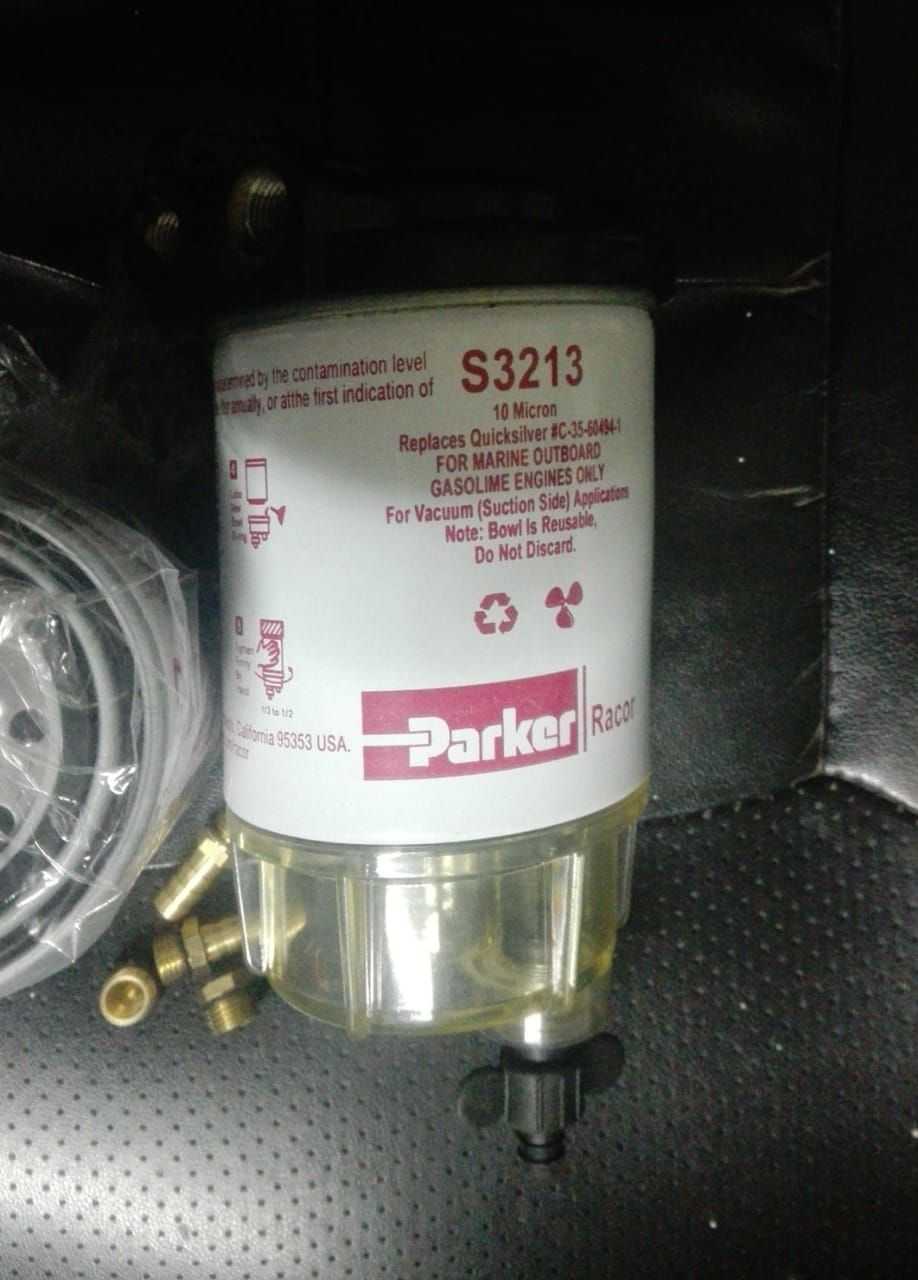 determined by the contamination level
annually, or atthe first indication of
S3213
10 Micron
Replaces Quicksilver #C-35-60494-1
FOR MARINE OUTBOARD
GASOLIME ENGINES ONLY
For Vacuum (Suction Side) Applications
Note: Bowl Is Reusable,
Do Not Discard.
4
1/3 to 1/2
California 95353 USA.
Parker
Racor